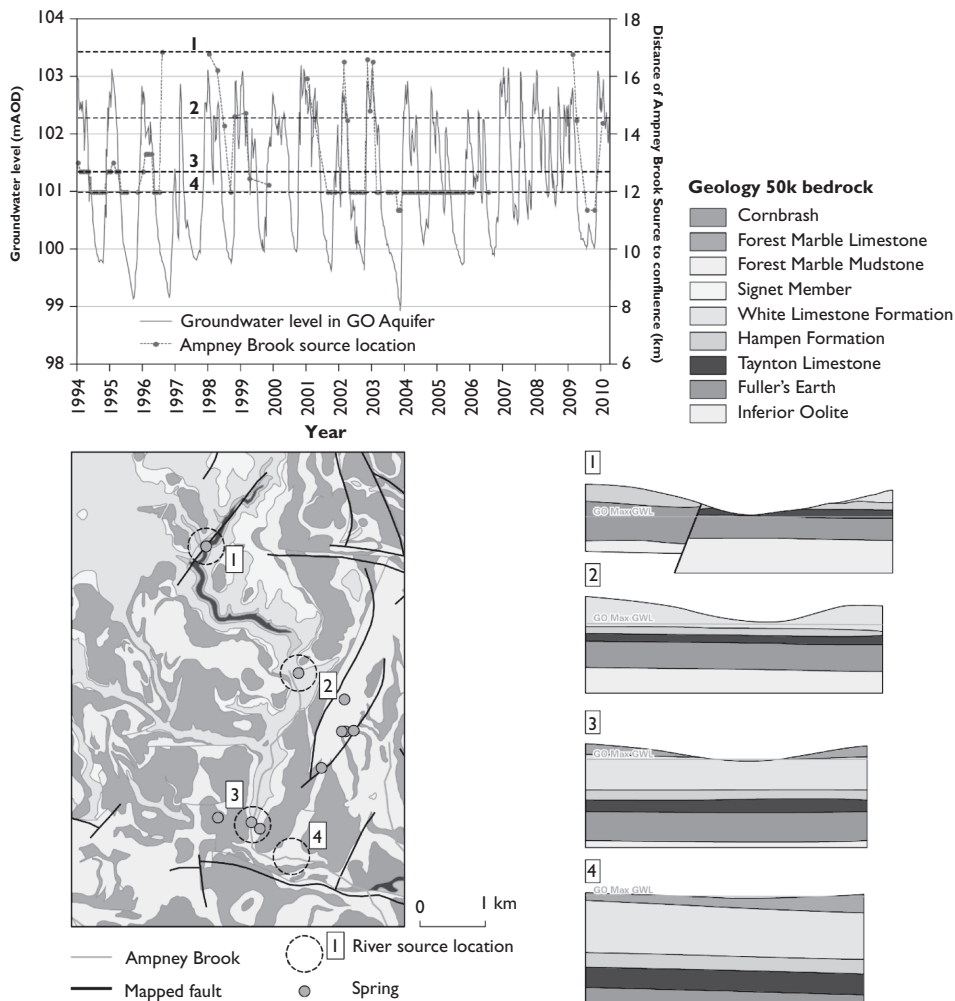 104
103
102
101
100
99
98
Groundwater level (mAOD)
18
16
14
12
10
8
6
Distance of Ampney Brook Source to confluence (km)
1
2
3
4
Groundwater level in GO Aquifer
Ampney Brook source location
1994
1995
1996
1997
1998
1999
2000
2001
2002
2003
2004
2005
2006
2007
2008
2009
2010
Year
Geology 50k bedrock
Cornbrash
Forest Marble Limestone
Forest Marble Mudstone
Signet Member
White Limestone Formation
Hampen Formation
Taynton Limestone
Fuller's Earth
Inferior Oolite
1
2
3
4
0 1 km
Ampney Brook
Mapped fault
1 River source location
Spring
1
GO Max GWL
2
GO Max GWL
3
GO Max GWL
4
GO Max GWL